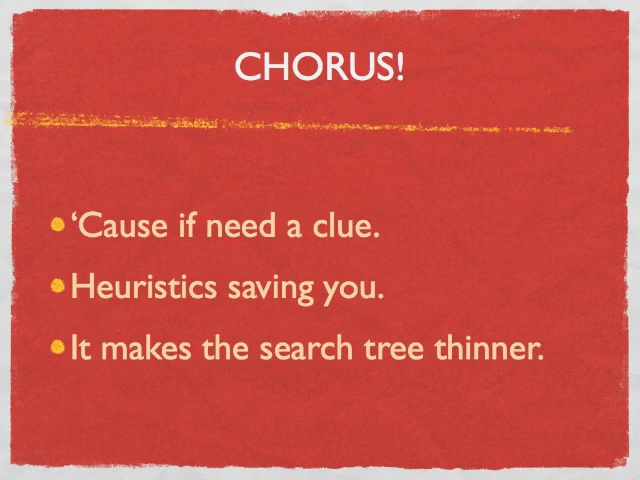 CHORUS!
‘Cause if need a clue.
Heuristics saving you.
It makes the search tree thinner.